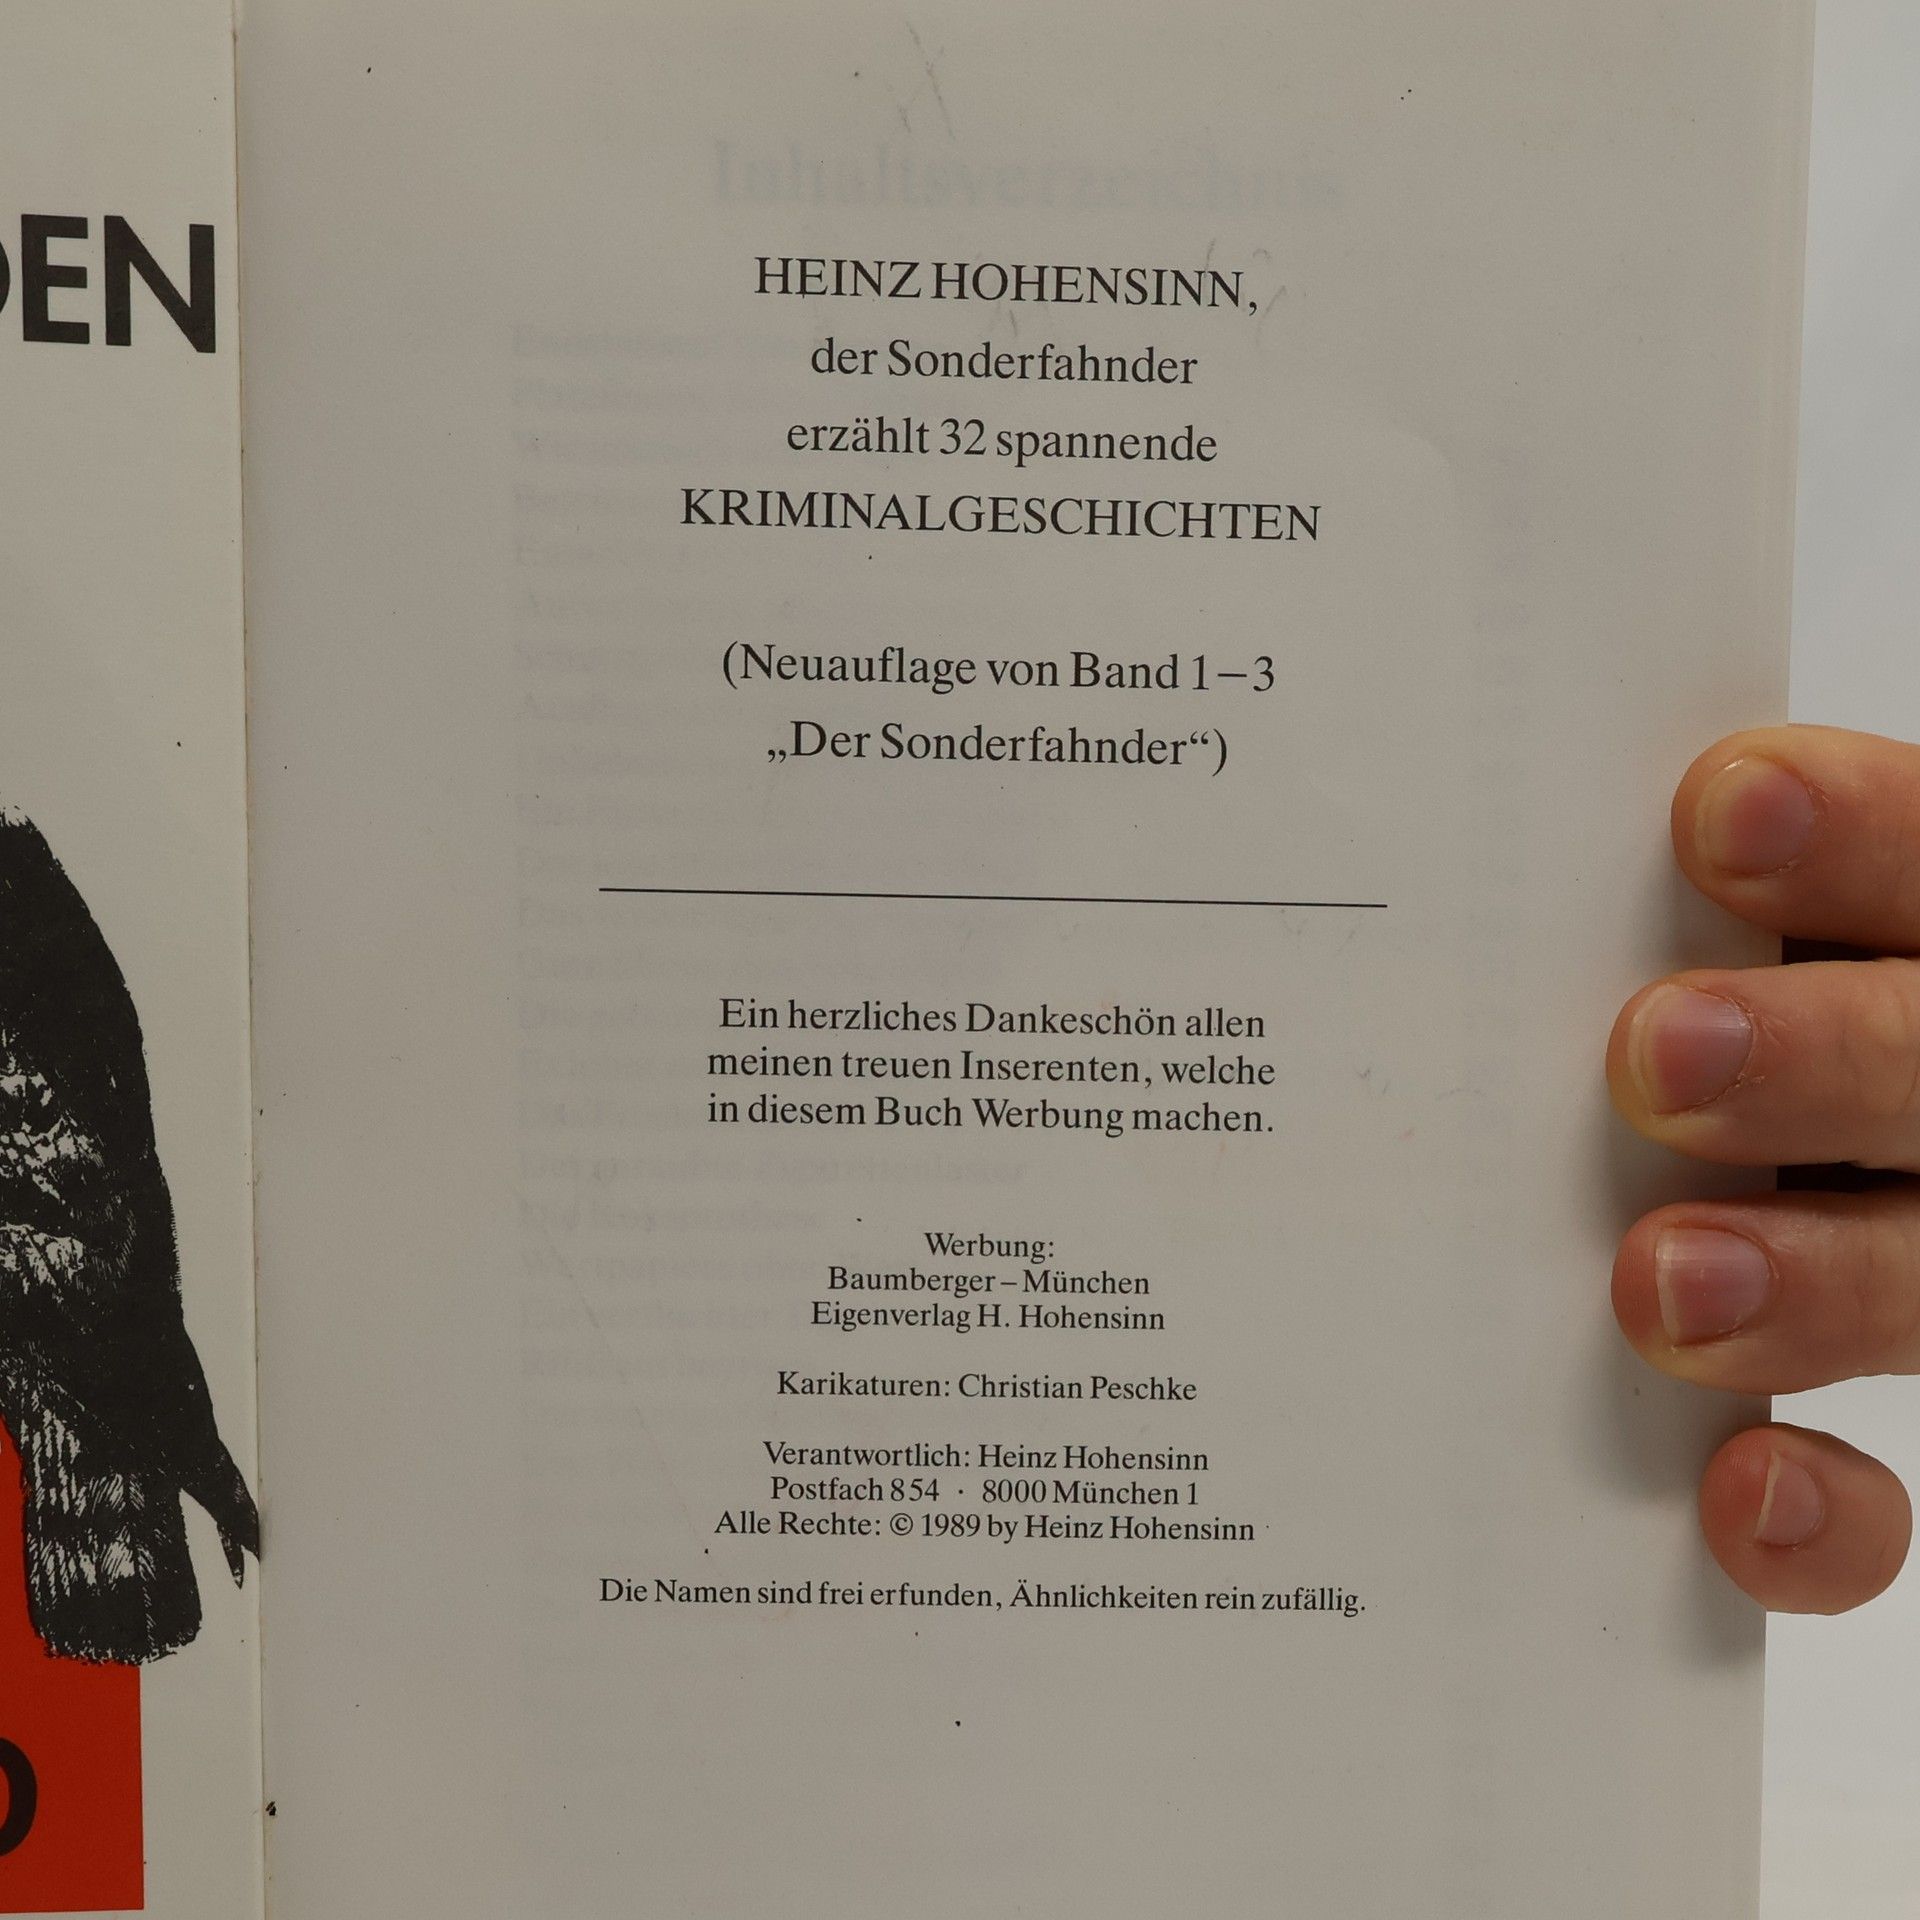 DEN
HEINZ HOHENSINN,
der Sonderfahnder
erzählt 32 spannende
KRIMINALGESCHICHTEN
(Neuauflage von Band 1–3
„Der Sonderfahnder“)
Ein herzliches Dankeschön allen
meinen treuen Inserenten, welche
in diesem Buch Werbung machen.
Werbung:
Baumberger – München
Eigenverlag H. Hohensinn
Karikaturen: Christian Peschke
Verantwortlich: Heinz Hohensinn
Postfach 854 · 8000 München 1
Alle Rechte: © 1989 by Heinz Hohensinn
Die Namen sind frei erfunden, Ähnlichkeiten rein zufällig.
Inhaltsverzeichnis